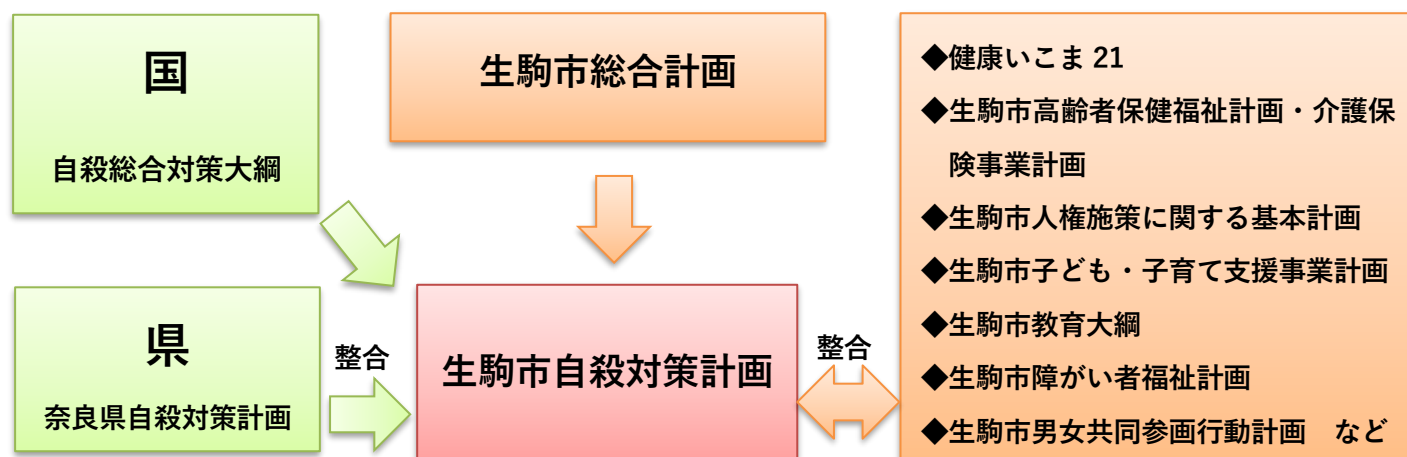 国
自殺総合対策大綱
生駒市総合計画
◆健康いこま 21
◆生駒市高齢者保健福祉計画・介護保
険事業計画
◆生駒市人権施策に関する基本計画
◆生駒市子ども・子育て支援事業計画
◆生駒市教育大綱
◆生駒市障がい者福祉計画
◆生駒市男女共同参画行動計画　など
県
奈良県自殺対策計画
整合
生駒市自殺対策計画
整合